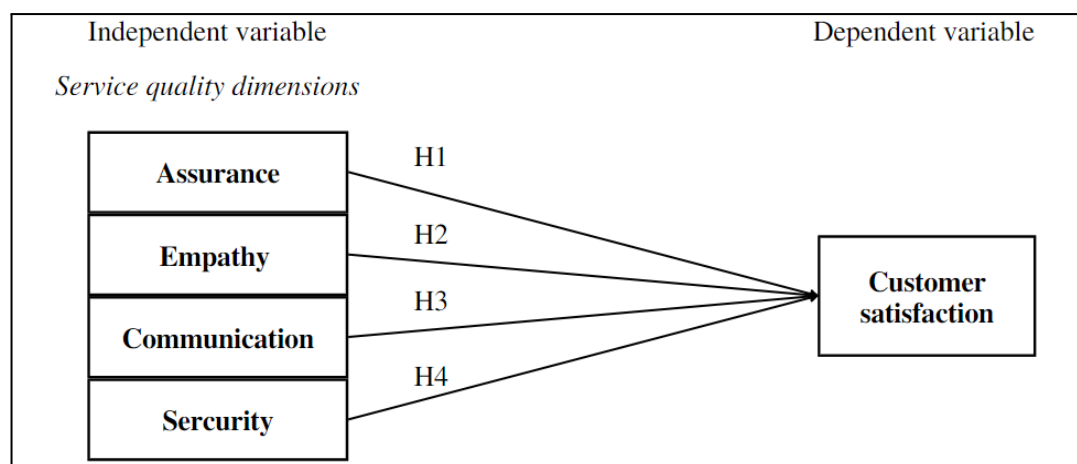 Independent variable
Dependent variable
Service quality dimensions
Assurance
H1
Empathy
H2
Communication
H3
Sercurity
H4
Customer
satisfaction